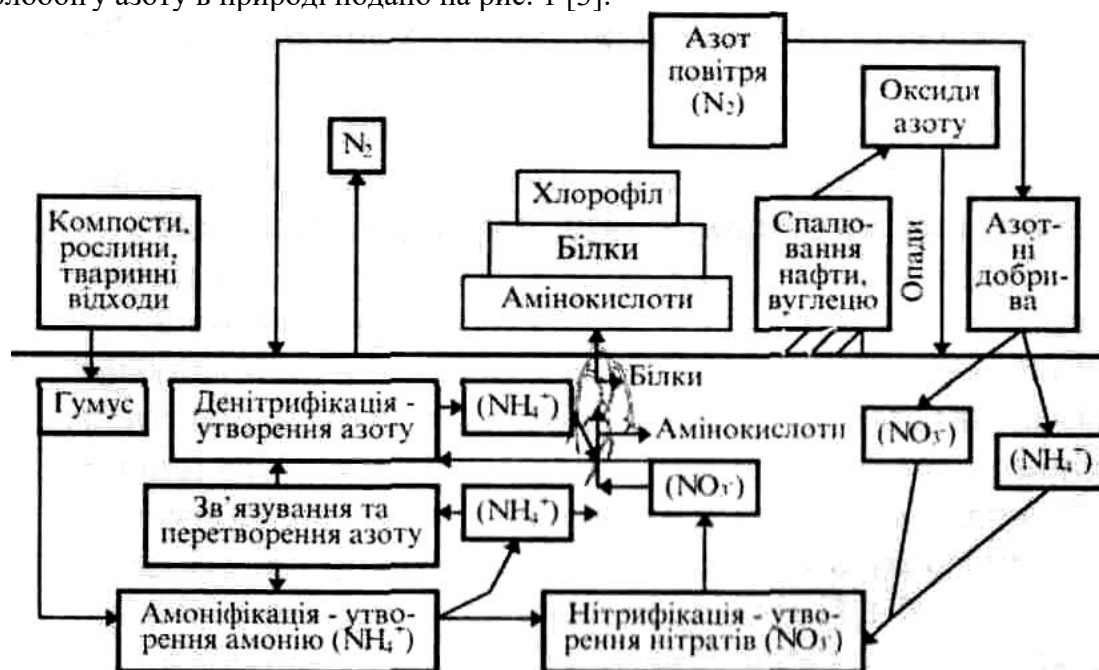 у азоту в природі подано на рис. 1 [3].
Азот
повітря
(N₂)
Оксиди
азоту
N₂
Хлорофіл
Білки
Амінокислоти
Компости,
рослини,
тваринні
відходи
Спалю-
вання
нафти,
вуглецю
Опади
Азот-
ні
добри-
ва
Гумус
Денітрифікація -
утворення азоту
(NH₄⁺)
Білки
Амінокислоти
(NO₃⁻)
(NO₃⁻)
(NH₄⁺)
Зв'язування та
перетворення азоту
(NH₄⁺)
Амоніфікація - утво-
рення амонію (NH₄⁺)
Нітрифікація - утво-
рення нітратів (NO₃⁻)